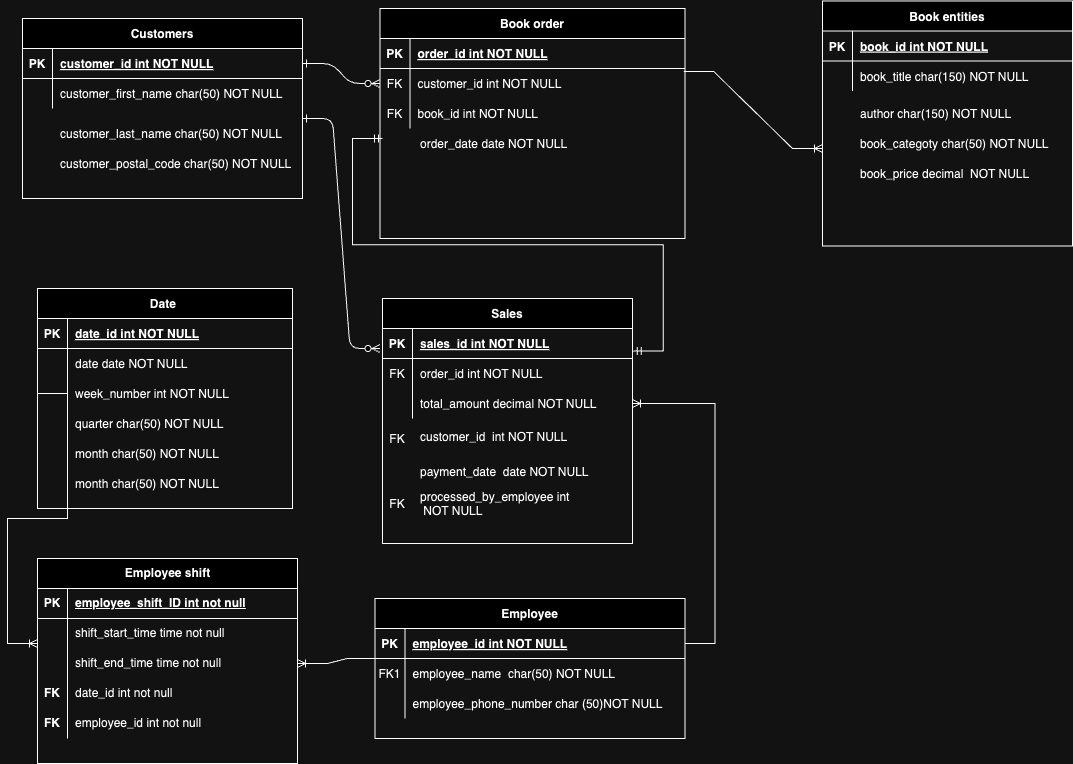 Customers
PK customer_id int NOT NULL
customer_first_name char(50) NOT NULL
customer_last_name char(50) NOT NULL
customer_postal_code char(50) NOT NULL
Book order
PK order_id int NOT NULL
FK customer_id int NOT NULL
FK book_id int NOT NULL
order_date date NOT NULL
Book entities
PK book_id int NOT NULL
book_title char(150) NOT NULL
author char(150) NOT NULL
book_categoty char(50) NOT NULL
book_price decimal  NOT NULL
Date
PK date_id int NOT NULL
date date NOT NULL
week_number int NOT NULL
quarter char(50) NOT NULL
month char(50) NOT NULL
month char(50) NOT NULL
Sales
PK sales_id int NOT NULL
FK order_id int NOT NULL
total_amount decimal NOT NULL
FK customer_id  int NOT NULL
payment_date  date NOT NULL
FK processed_by_employee int
NOT NULL
Employee shift
PK employee_shift_ID int not null
shift_start_time time not null
shift_end_time time not null
FK date_id int not null
FK employee_id int not null
Employee
PK employee_id int NOT NULL
FK1 employee_name  char(50) NOT NULL
employee_phone_number char (50)NOT NULL